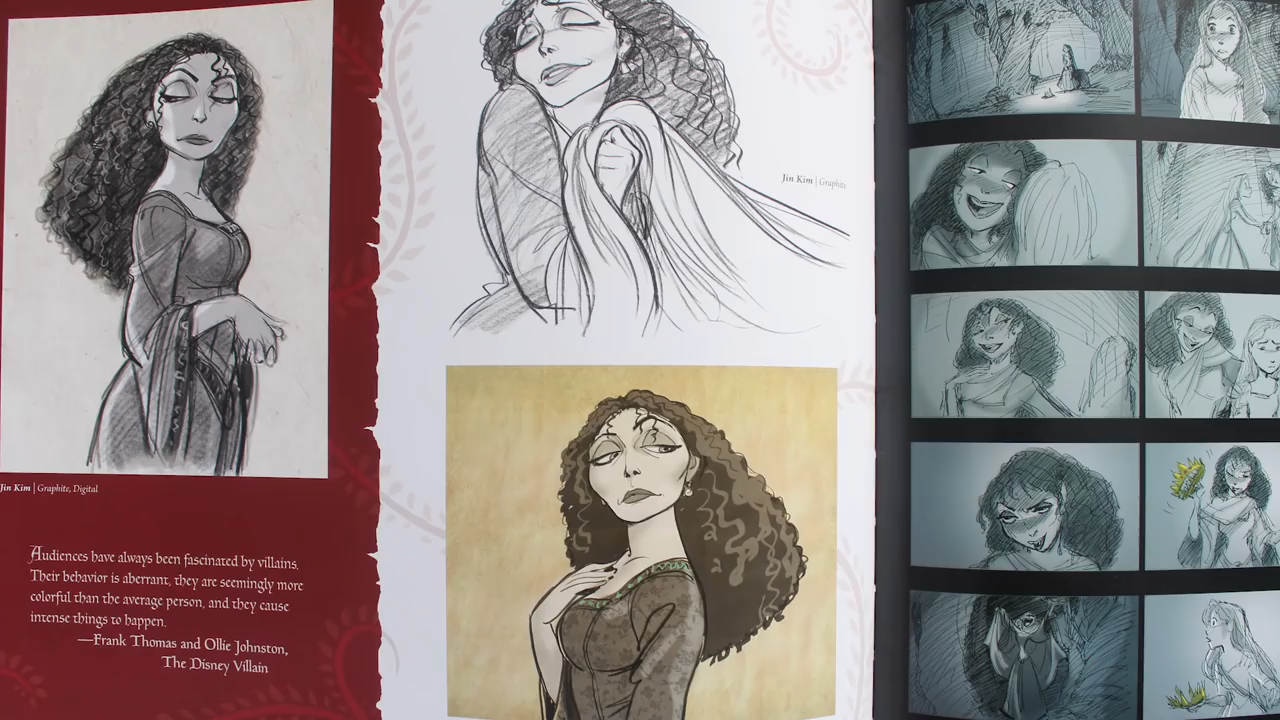 Jin Kim | Graphite, Digital
Audiences have always been fascinated by villains.
Their behavior is aberrant, they are seemingly more
colorful than the average person, and they cause
intense things to happen.
—Frank Thomas and Ollie Johnston,
The Disney Villain
Jin Kim | Graphite